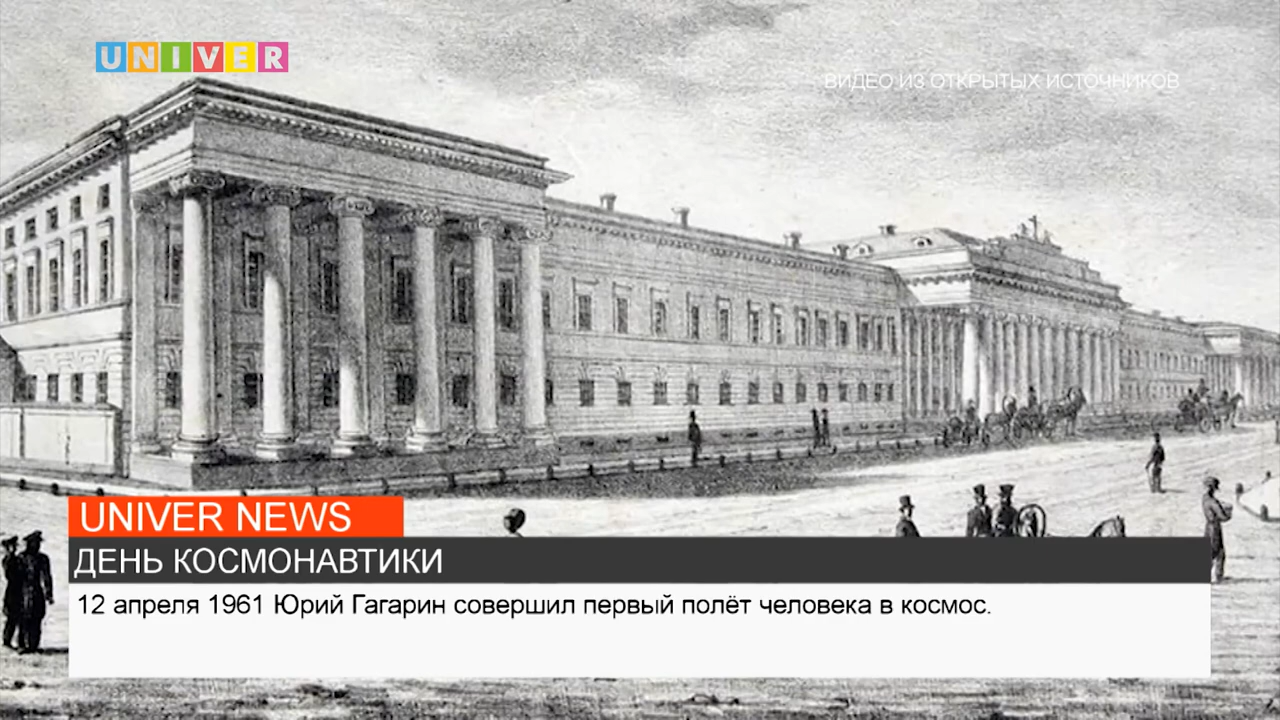 UNIVER
ВИДЕО ИЗ ОТКРЫТЫХ ИСТОЧНИКОВ
UNIVER NEWS
ДЕНЬ КОСМОНАВТИКИ
12 апреля 1961 Юрий Гагарин совершил первый полёт человека в космос.